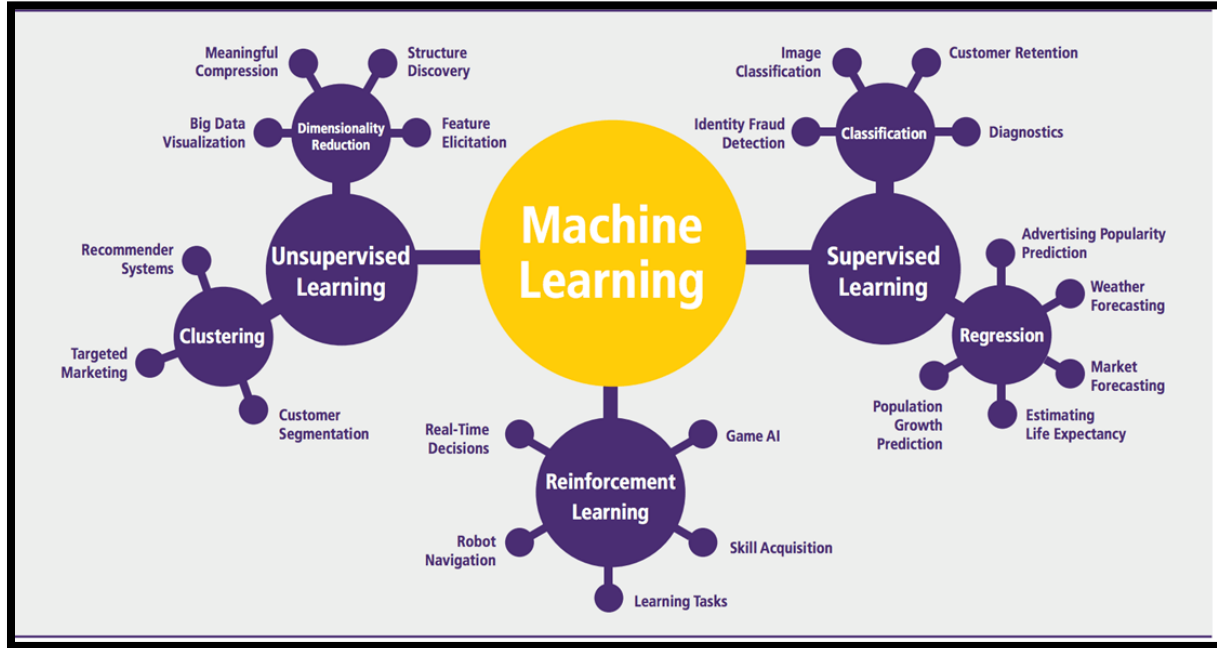 Machine
Learning
Unsupervised
Learning
Dimensionality
Reduction
Meaningful
Compression
Structure
Discovery
Big Data
Visualization
Feature
Elicitation
Clustering
Recommender
Systems
Targeted
Marketing
Customer
Segmentation
Supervised
Learning
Classification
Image
Classification
Customer Retention
Identity Fraud
Detection
Diagnostics
Regression
Advertising Popularity
Prediction
Weather
Forecasting
Market
Forecasting
Population
Growth
Prediction
Estimating
Life Expectancy
Reinforcement
Learning
Real-Time
Decisions
Game AI
Robot
Navigation
Skill Acquisition
Learning Tasks